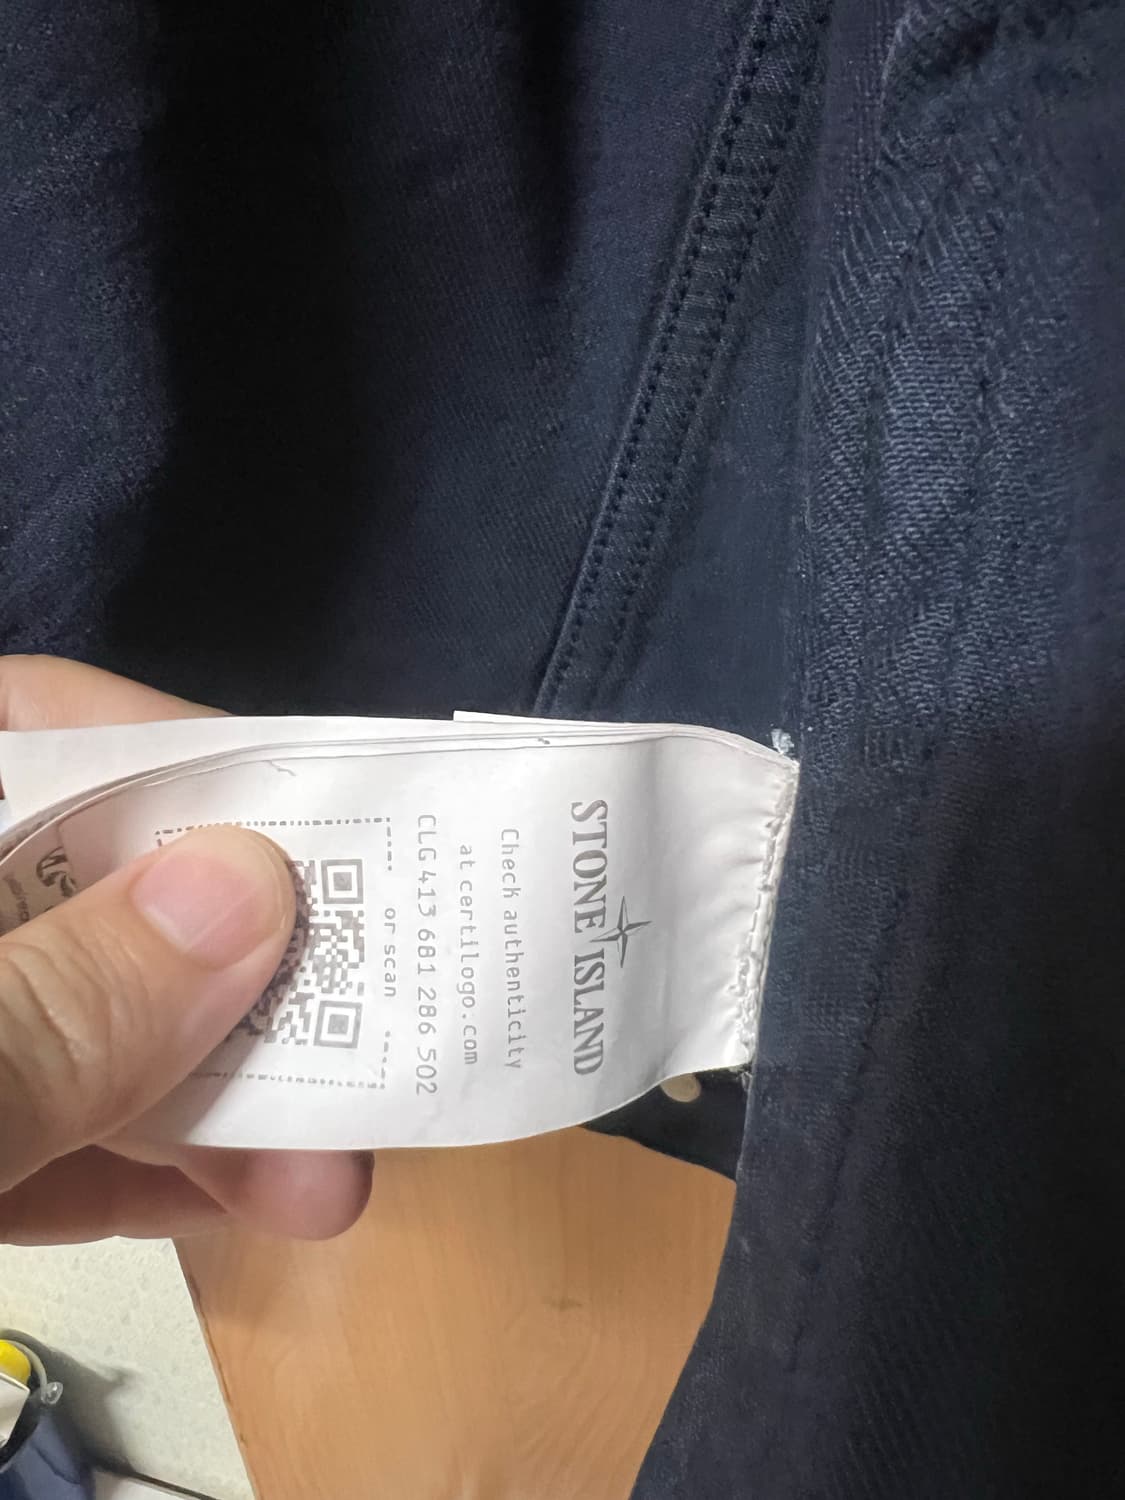 STONE ISLAND
Check authenticity
at certilogo.com
CLG 413 681 286 502
or scan